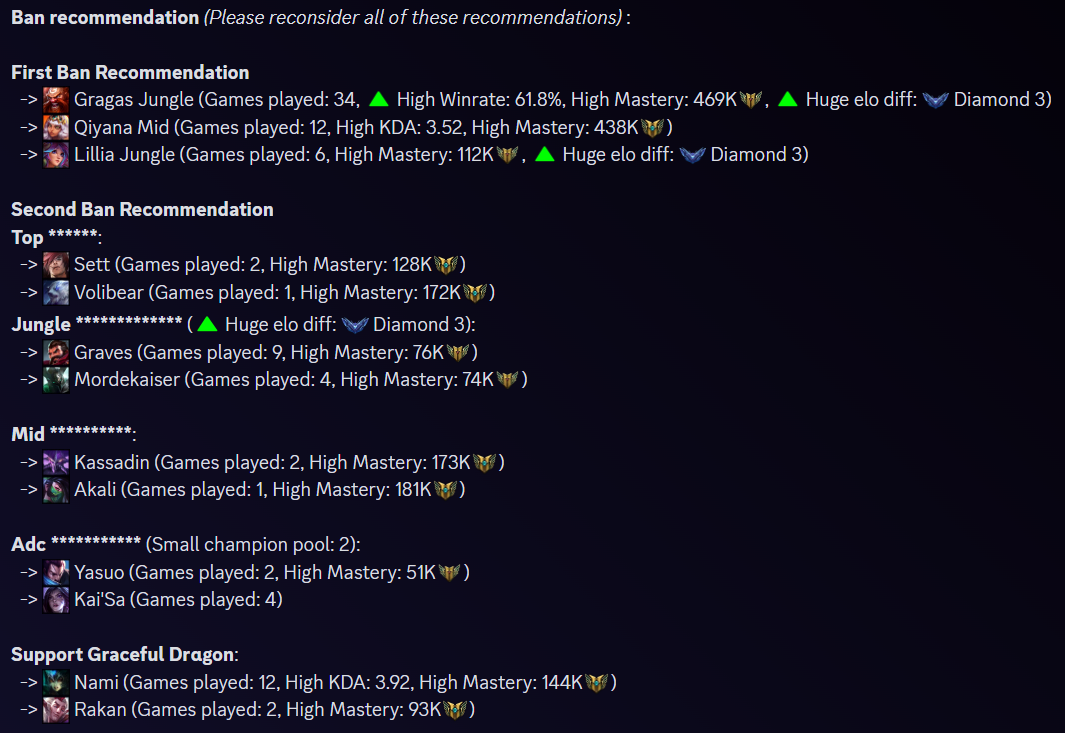 Ban recommendation (Please reconsider all of these recommendations) :
First Ban Recommendation
-> Gragas Jungle (Games played: 34, High Winrate: 61.8%, High Mastery: 469K, Huge elo diff: Diamond 3)
-> Qiyana Mid (Games played: 12, High KDA: 3.52, High Mastery: 438K)
-> Lillia Jungle (Games played: 6, High Mastery: 112K, Huge elo diff: Diamond 3)
Second Ban Recommendation
Top ******:
-> Sett (Games played: 2, High Mastery: 128K)
-> Volibear (Games played: 1, High Mastery: 172K)
Jungle ************* ( Huge elo diff: Diamond 3):
-> Graves (Games played: 9, High Mastery: 76K)
-> Mordekaiser (Games played: 4, High Mastery: 74K)
Mid **********:
-> Kassadin (Games played: 2, High Mastery: 173K)
-> Akali (Games played: 1, High Mastery: 181K)
Adc *********** (Small champion pool: 2):
-> Yasuo (Games played: 2, High Mastery: 51K)
-> Kai'Sa (Games played: 4)
Support Graceful Dragon:
-> Nami (Games played: 12, High KDA: 3.92, High Mastery: 144K)
-> Rakan (Games played: 2, High Mastery: 93K)